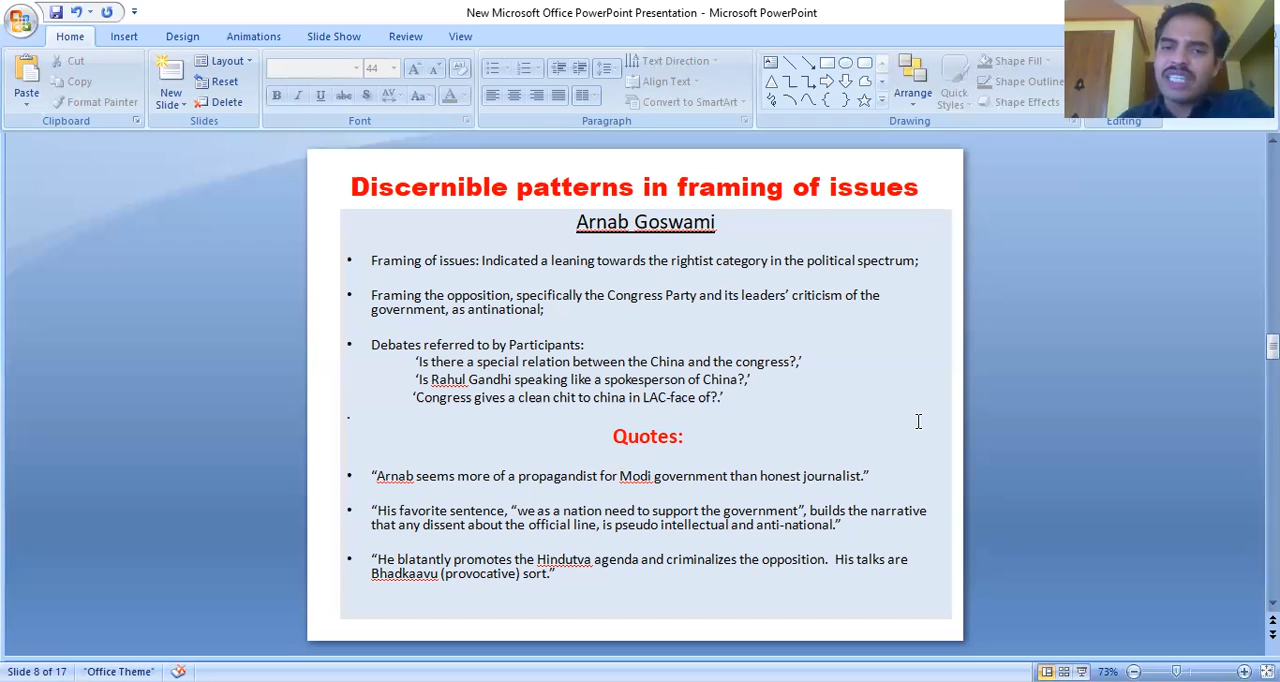 New Microsoft Office PowerPoint Presentation - Microsoft PowerPoint
Home Insert Design Animations Slide Show Review View
Paste
Cut
Copy
Format Painter
Clipboard
New Slide
Layout
Reset
Delete
Slides
44
B I U abc S AV Aa A
Font
Text Direction
Align Text
Convert to SmartArt
Paragraph
Arrange
Quick Styles
Shape Fill
Shape Outline
Shape Effects
Drawing
Editing
Discernible patterns in framing of issues
Arnab Goswami
• Framing of issues: Indicated a leaning towards the rightist category in the political spectrum;
• Framing the opposition, specifically the Congress Party and its leaders’ criticism of the
government, as antinational;
• Debates referred to by Participants:
‘Is there a special relation between the China and the congress?,’
‘Is Rahul Gandhi speaking like a spokesperson of China?,’
‘Congress gives a clean chit to china in LAC-face of?.’
Quotes:
• “Arnab seems more of a propagandist for Modi government than honest journalist.”
• “His favorite sentence, “we as a nation need to support the government”, builds the narrative
that any dissent about the official line, is pseudo intellectual and anti-national.”
• “He blatantly promotes the Hindutva agenda and criminalizes the opposition. His talks are
Bhadkaavu (provocative) sort.”
Slide 8 of 17 "Office Theme" 73%